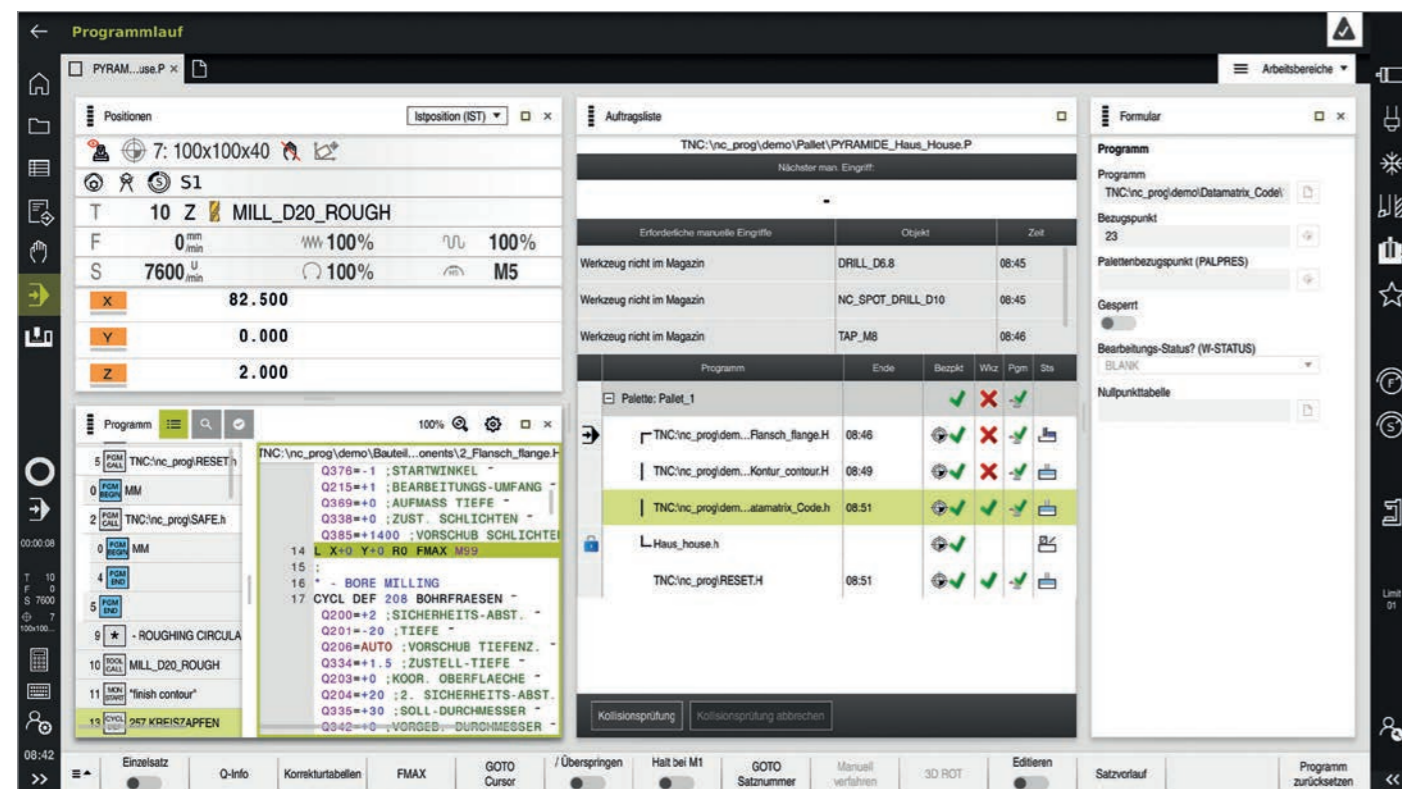 Programmlauf
PYRAM...use.P ×
Arbeitsbereiche
Positionen
Istposition (IST)
7: 100x100x40
S1
T 10 Z MILL_D20_ROUGH
F 0 mm/min 100% 100%
S 7600 U/min 100% M5
X 82.500
Y 0.000
Z 2.000
Programm
100%
5 PGM CALL TNC:\nc_prog\RESET.h
0 PGM BEGIN MM
2 PGM CALL TNC:\nc_prog\SAFE.h
0 PGM BEGIN MM
4 PGM END
5 PGM END
9 * - ROUGHING CIRCULA
10 TOOL CALL MILL_D20_ROUGH
11 MON START "finish contour"
13 CYCL DEF 257 KREISZAPFEN
TNC:\nc_prog\demo\Bauteil...onents\2_Flansch_flange.H
Q376=-1 ;STARTWINKEL ~
Q215=+1 ;BEARBEITUNGS-UMFANG ~
Q369=+0 ;AUFMASS TIEFE ~
Q338=+0 ;ZUST. SCHLICHTEN ~
Q385=+1400 ;VORSCHUB SCHLICHTEN
14 L X+0 Y+0 R0 FMAX M99
15 ;
16 * - BORE MILLING
17 CYCL DEF 208 BOHRFRAESEN ~
Q200=+2 ;SICHERHEITS-ABST. ~
Q201=-20 ;TIEFE ~
Q206=AUTO ;VORSCHUB TIEFENZ. ~
Q334=+1.5 ;ZUSTELL-TIEFE ~
Q203=+0 ;KOOR. OBERFLAECHE ~
Q204=+20 ;2. SICHERHEITS-ABST.
Q335=+30 ;SOLL-DURCHMESSER ~
Q342=+0 ;VORGEB. DURCHMESSER ~
Auftragsliste
TNC:\nc_prog\demo\Pallet\PYRAMIDE_Haus_House.P
Nächster man. Eingriff:
-
Erforderliche manuelle Eingriffe Objekt Zeit
Werkzeug nicht im Magazin DRILL_D6.8 08:45
Werkzeug nicht im Magazin NC_SPOT_DRILL_D10 08:45
Werkzeug nicht im Magazin TAP_M8 08:46
Programm Ende Bezpkt Wkz Pgm Sts
Palette: Pallet_1
TNC:\nc_prog\dem...Flansch_flange.H 08:46
TNC:\nc_prog\dem...Kontur_contour.H 08:49
TNC:\nc_prog\dem...atamatrix_Code.h 08:51
Haus_house.h
TNC:\nc_prog\RESET.H 08:51
Kollisionsprüfung
Kollisionsprüfung abbrechen
Formular
Programm
Programm
TNC:\nc_prog\demo\Datamatrix_Code\
Bezugspunkt
23
Palettenbezugspunkt (PALPRES)
Gesperrt
Bearbeitungs-Status? (W-STATUS)
BLANK
Nullpunkttabelle
00:00:08
T 10
F 0
S 7600
7
100x100...
08:42
Limit
01
Einzelsatz
Q-Info
Korrekturtabellen
FMAX
GOTO
Cursor
/ Überspringen
Halt bei M1
GOTO
Satznummer
Manuell
verfahren
3D ROT
Editieren
Satzvorlauf
Programm
zurücksetzen